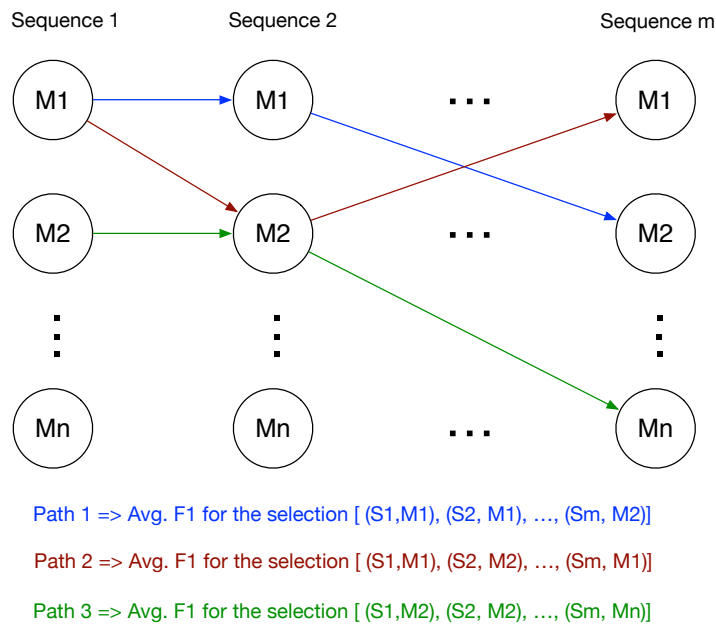 Sequence 1 Sequence 2 Sequence m
M1 M1 ... M1
M2 M2 ... M2
⋮ ⋮ ⋮
Mn Mn ... Mn
Path 1 => Avg. F1 for the selection [ (S1,M1), (S2, M1), …, (Sm, M2)]
Path 2 => Avg. F1 for the selection [ (S1,M1), (S2, M2), …, (Sm, M1)]
Path 3 => Avg. F1 for the selection [ (S1,M2), (S2, M2), …, (Sm, Mn)]